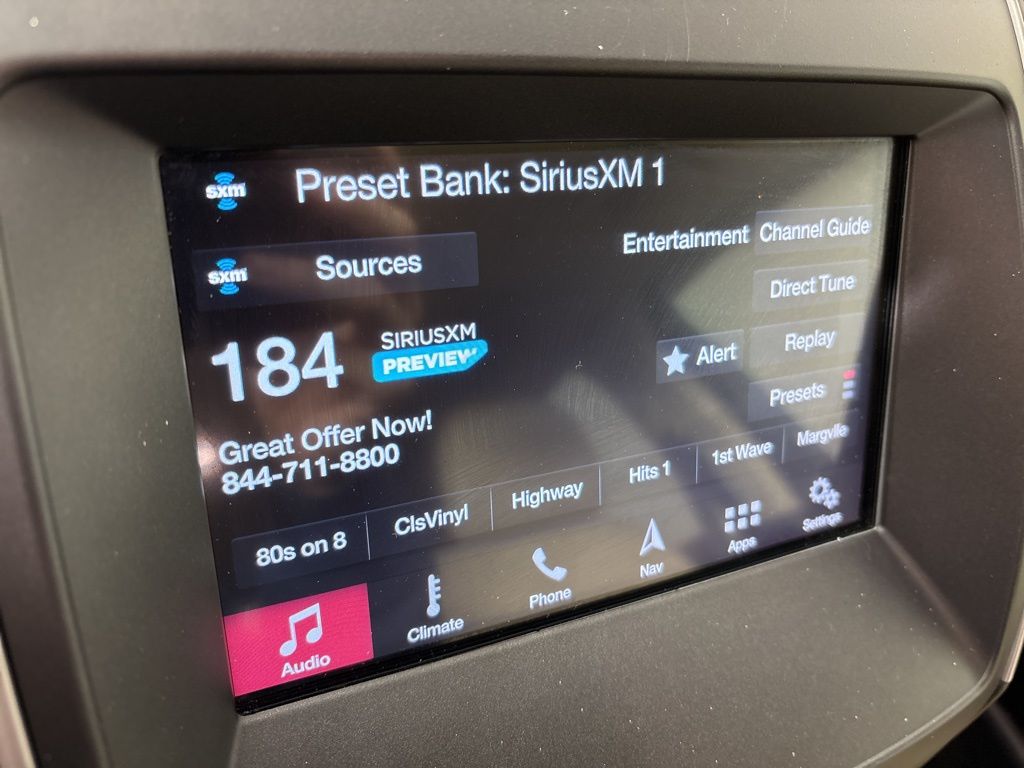 sxm Preset Bank: SiriusXM 1
sxm Sources
Entertainment
Channel Guide
Direct Tune
184
SIRIUSXM
PREVIEW
Alert
Replay
Presets
Great Offer Now!
844-711-8800
80s on 8 ClsVinyl Highway Hits 1 1st Wave Margvlle
Audio Climate Phone Nav Apps Settings